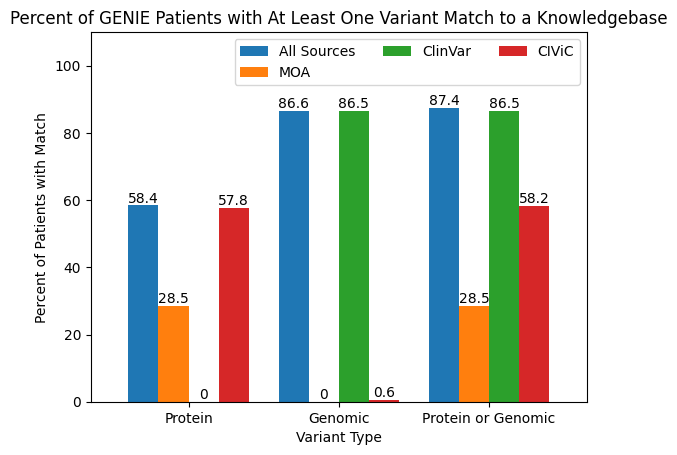 Percent of GENIE Patients with At Least One Variant Match to a Knowledgebase
All Sources ClinVar CIViC
MOA
Percent of Patients with Match
100
80
60
40
20
0
58.4 28.5 0 57.8
86.6 0 86.5 0.6
87.4 28.5 86.5 58.2
Protein Genomic Protein or Genomic
Variant Type